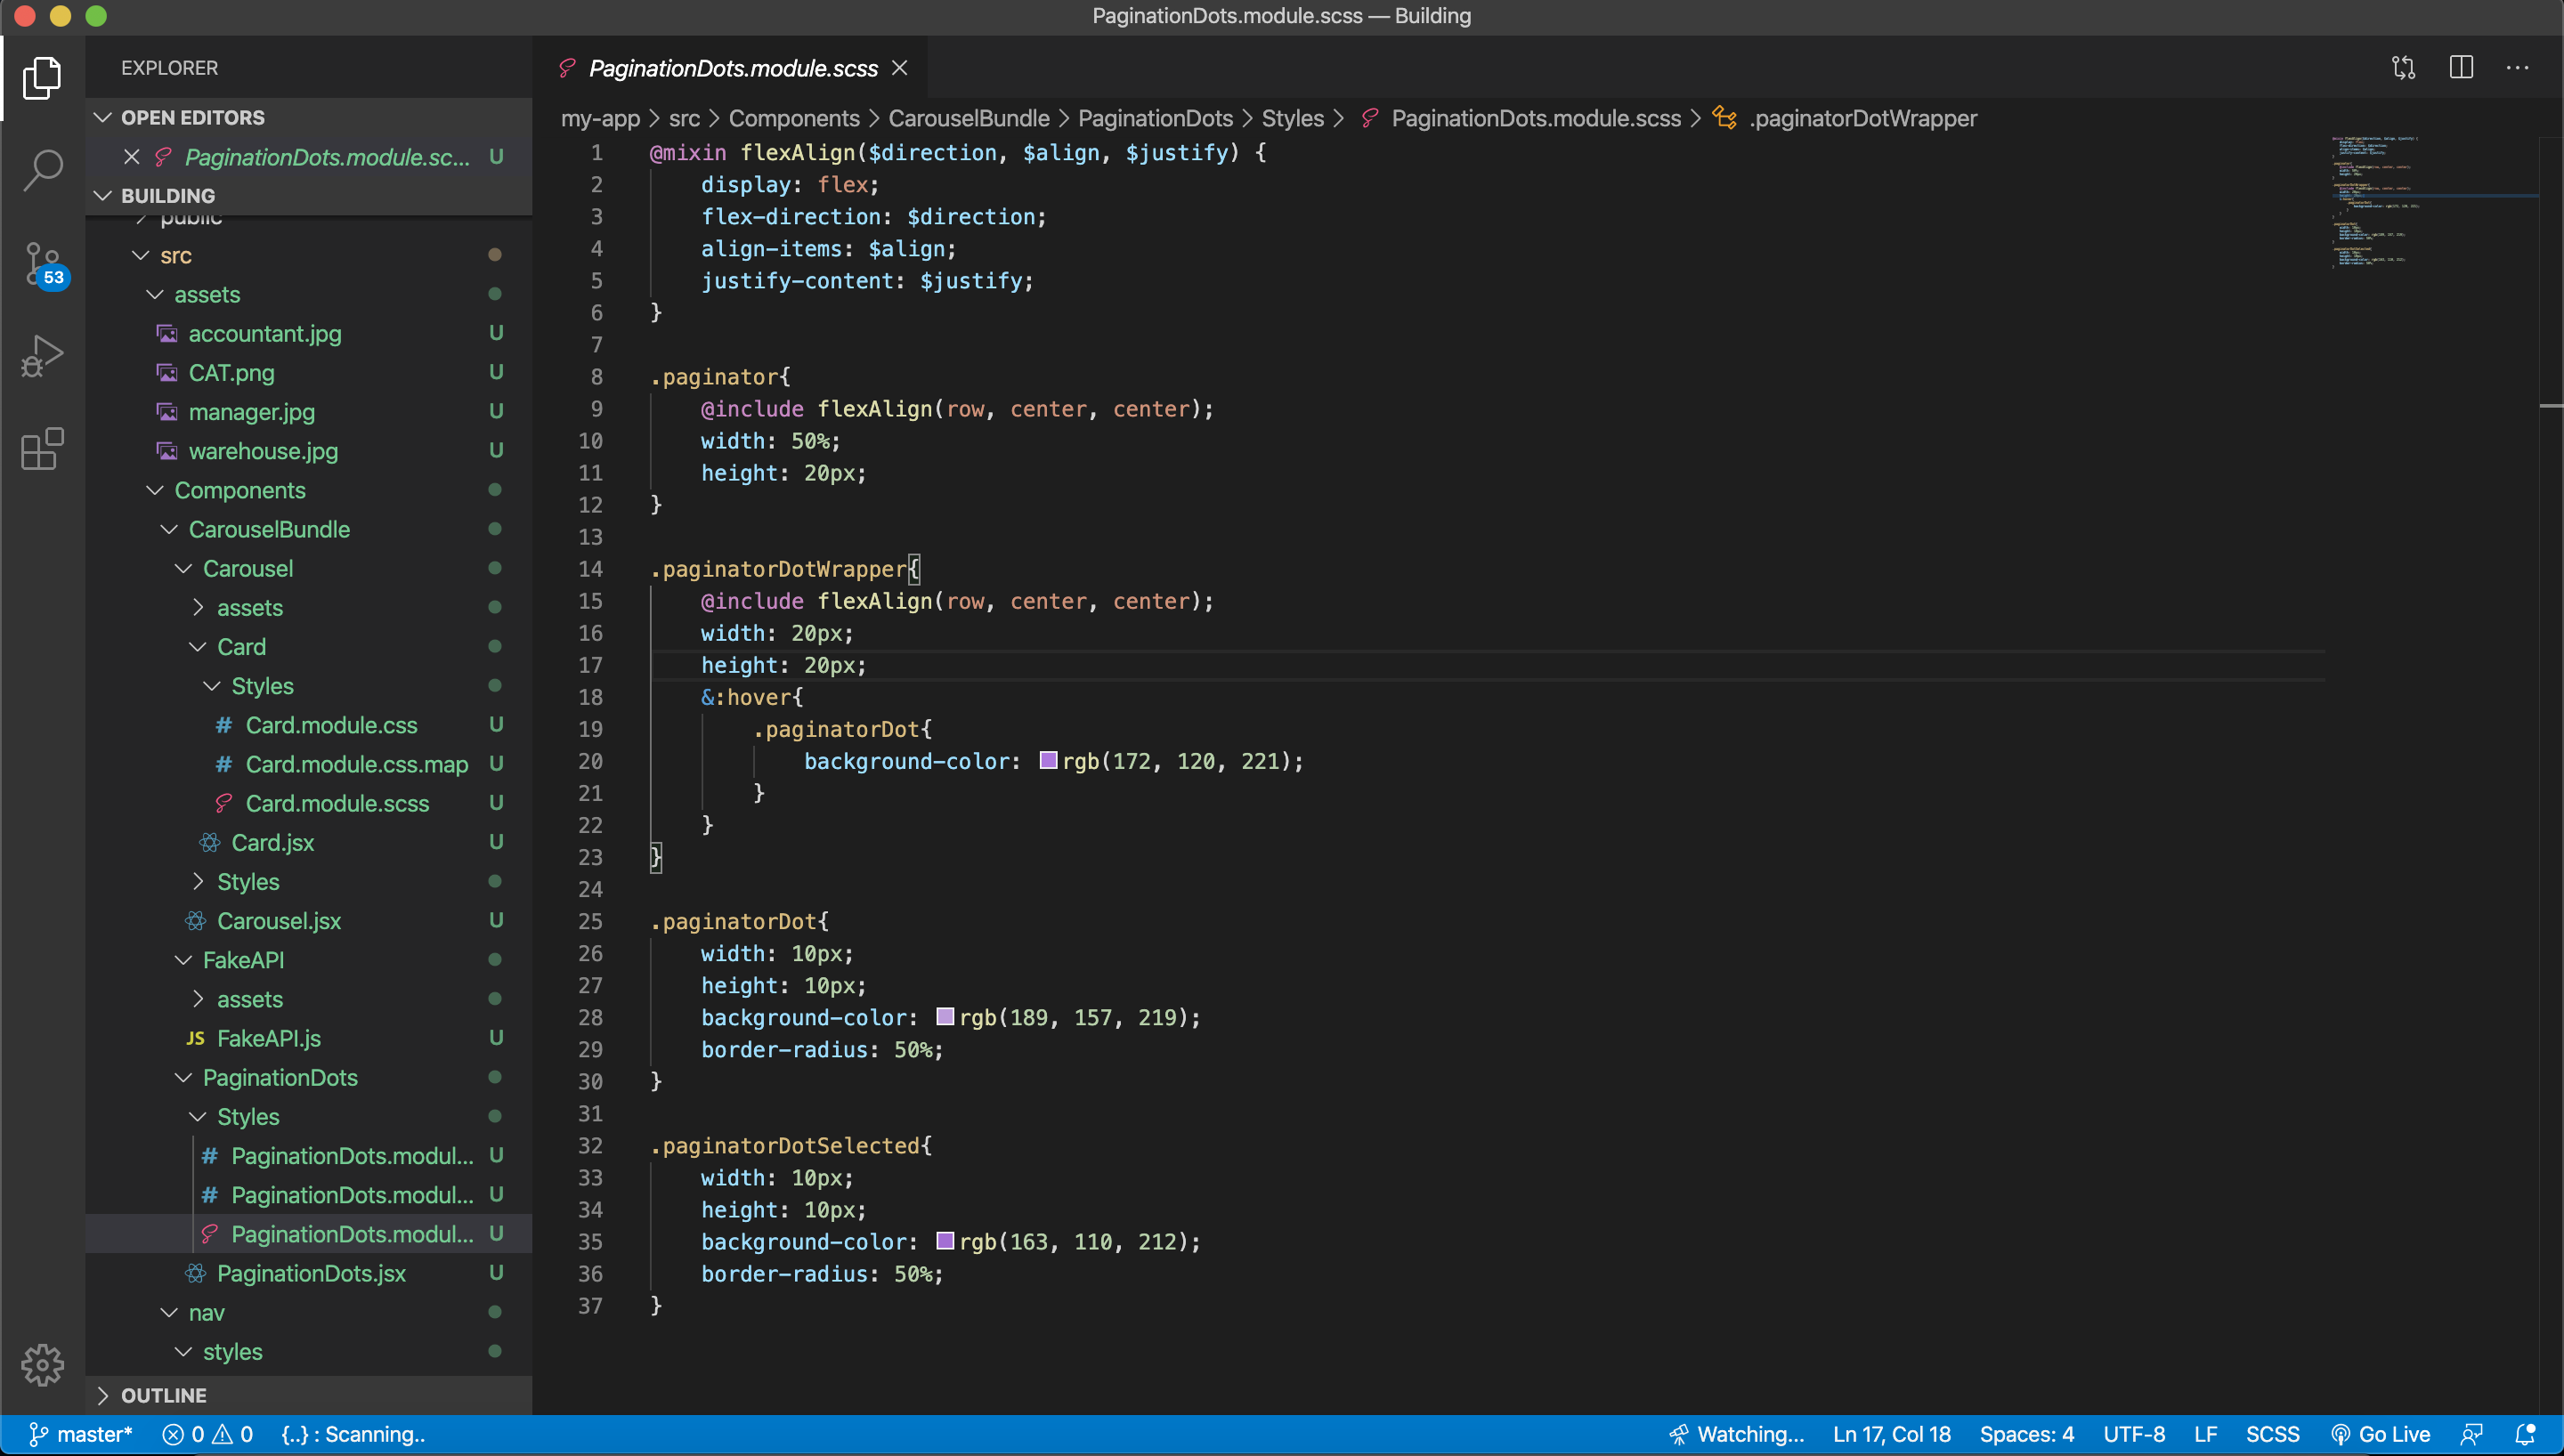 PaginationDots.module.scss — Building
EXPLORER
OPEN EDITORS
PaginationDots.module.sc... U
BUILDING
public
src
assets
accountant.jpg U
CAT.png U
manager.jpg U
warehouse.jpg U
Components
CarouselBundle
Carousel
assets
Card
Styles
# Card.module.css U
# Card.module.css.map U
Card.module.scss U
Card.jsx U
Styles
Carousel.jsx U
FakeAPI
assets
JS FakeAPI.js U
PaginationDots
Styles
# PaginationDots.modul... U
# PaginationDots.modul... U
PaginationDots.modul... U
PaginationDots.jsx U
nav
styles
OUTLINE
53
PaginationDots.module.scss
my-app > src > Components > CarouselBundle > PaginationDots > Styles > PaginationDots.module.scss > .paginatorDotWrapper
1 @mixin flexAlign($direction, $align, $justify) {
2 display: flex;
3 flex-direction: $direction;
4 align-items: $align;
5 justify-content: $justify;
6 }
7
8 .paginator{
9 @include flexAlign(row, center, center);
10 width: 50%;
11 height: 20px;
12 }
13
14 .paginatorDotWrapper{
15 @include flexAlign(row, center, center);
16 width: 20px;
17 height: 20px;
18 &:hover{
19 .paginatorDot{
20 background-color: rgb(172, 120, 221);
21 }
22 }
23 }
24
25 .paginatorDot{
26 width: 10px;
27 height: 10px;
28 background-color: rgb(189, 157, 219);
29 border-radius: 50%;
30 }
31
32 .paginatorDotSelected{
33 width: 10px;
34 height: 10px;
35 background-color: rgb(163, 110, 212);
36 border-radius: 50%;
37 }
master* 0 0 {..} : Scanning.. Watching... Ln 17, Col 18 Spaces: 4 UTF-8 LF SCSS Go Live